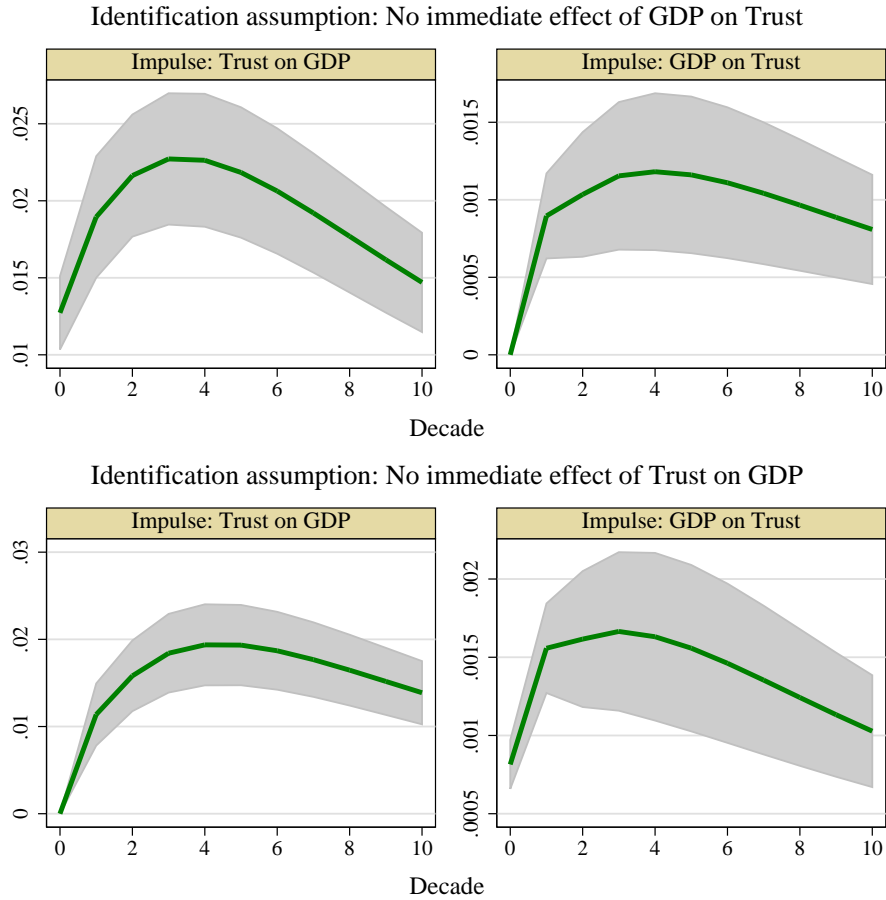 Identification assumption: No immediate effect of GDP on Trust
Impulse: Trust on GDP
Impulse: GDP on Trust
.025
.02
.015
.01
0 2 4 6 8 10
.0015
.001
.0005
0
0 2 4 6 8 10
Decade
Identification assumption: No immediate effect of Trust on GDP
Impulse: Trust on GDP
Impulse: GDP on Trust
.03
.02
.01
0
0 2 4 6 8 10
.002
.0015
.001
.0005
0 2 4 6 8 10
Decade